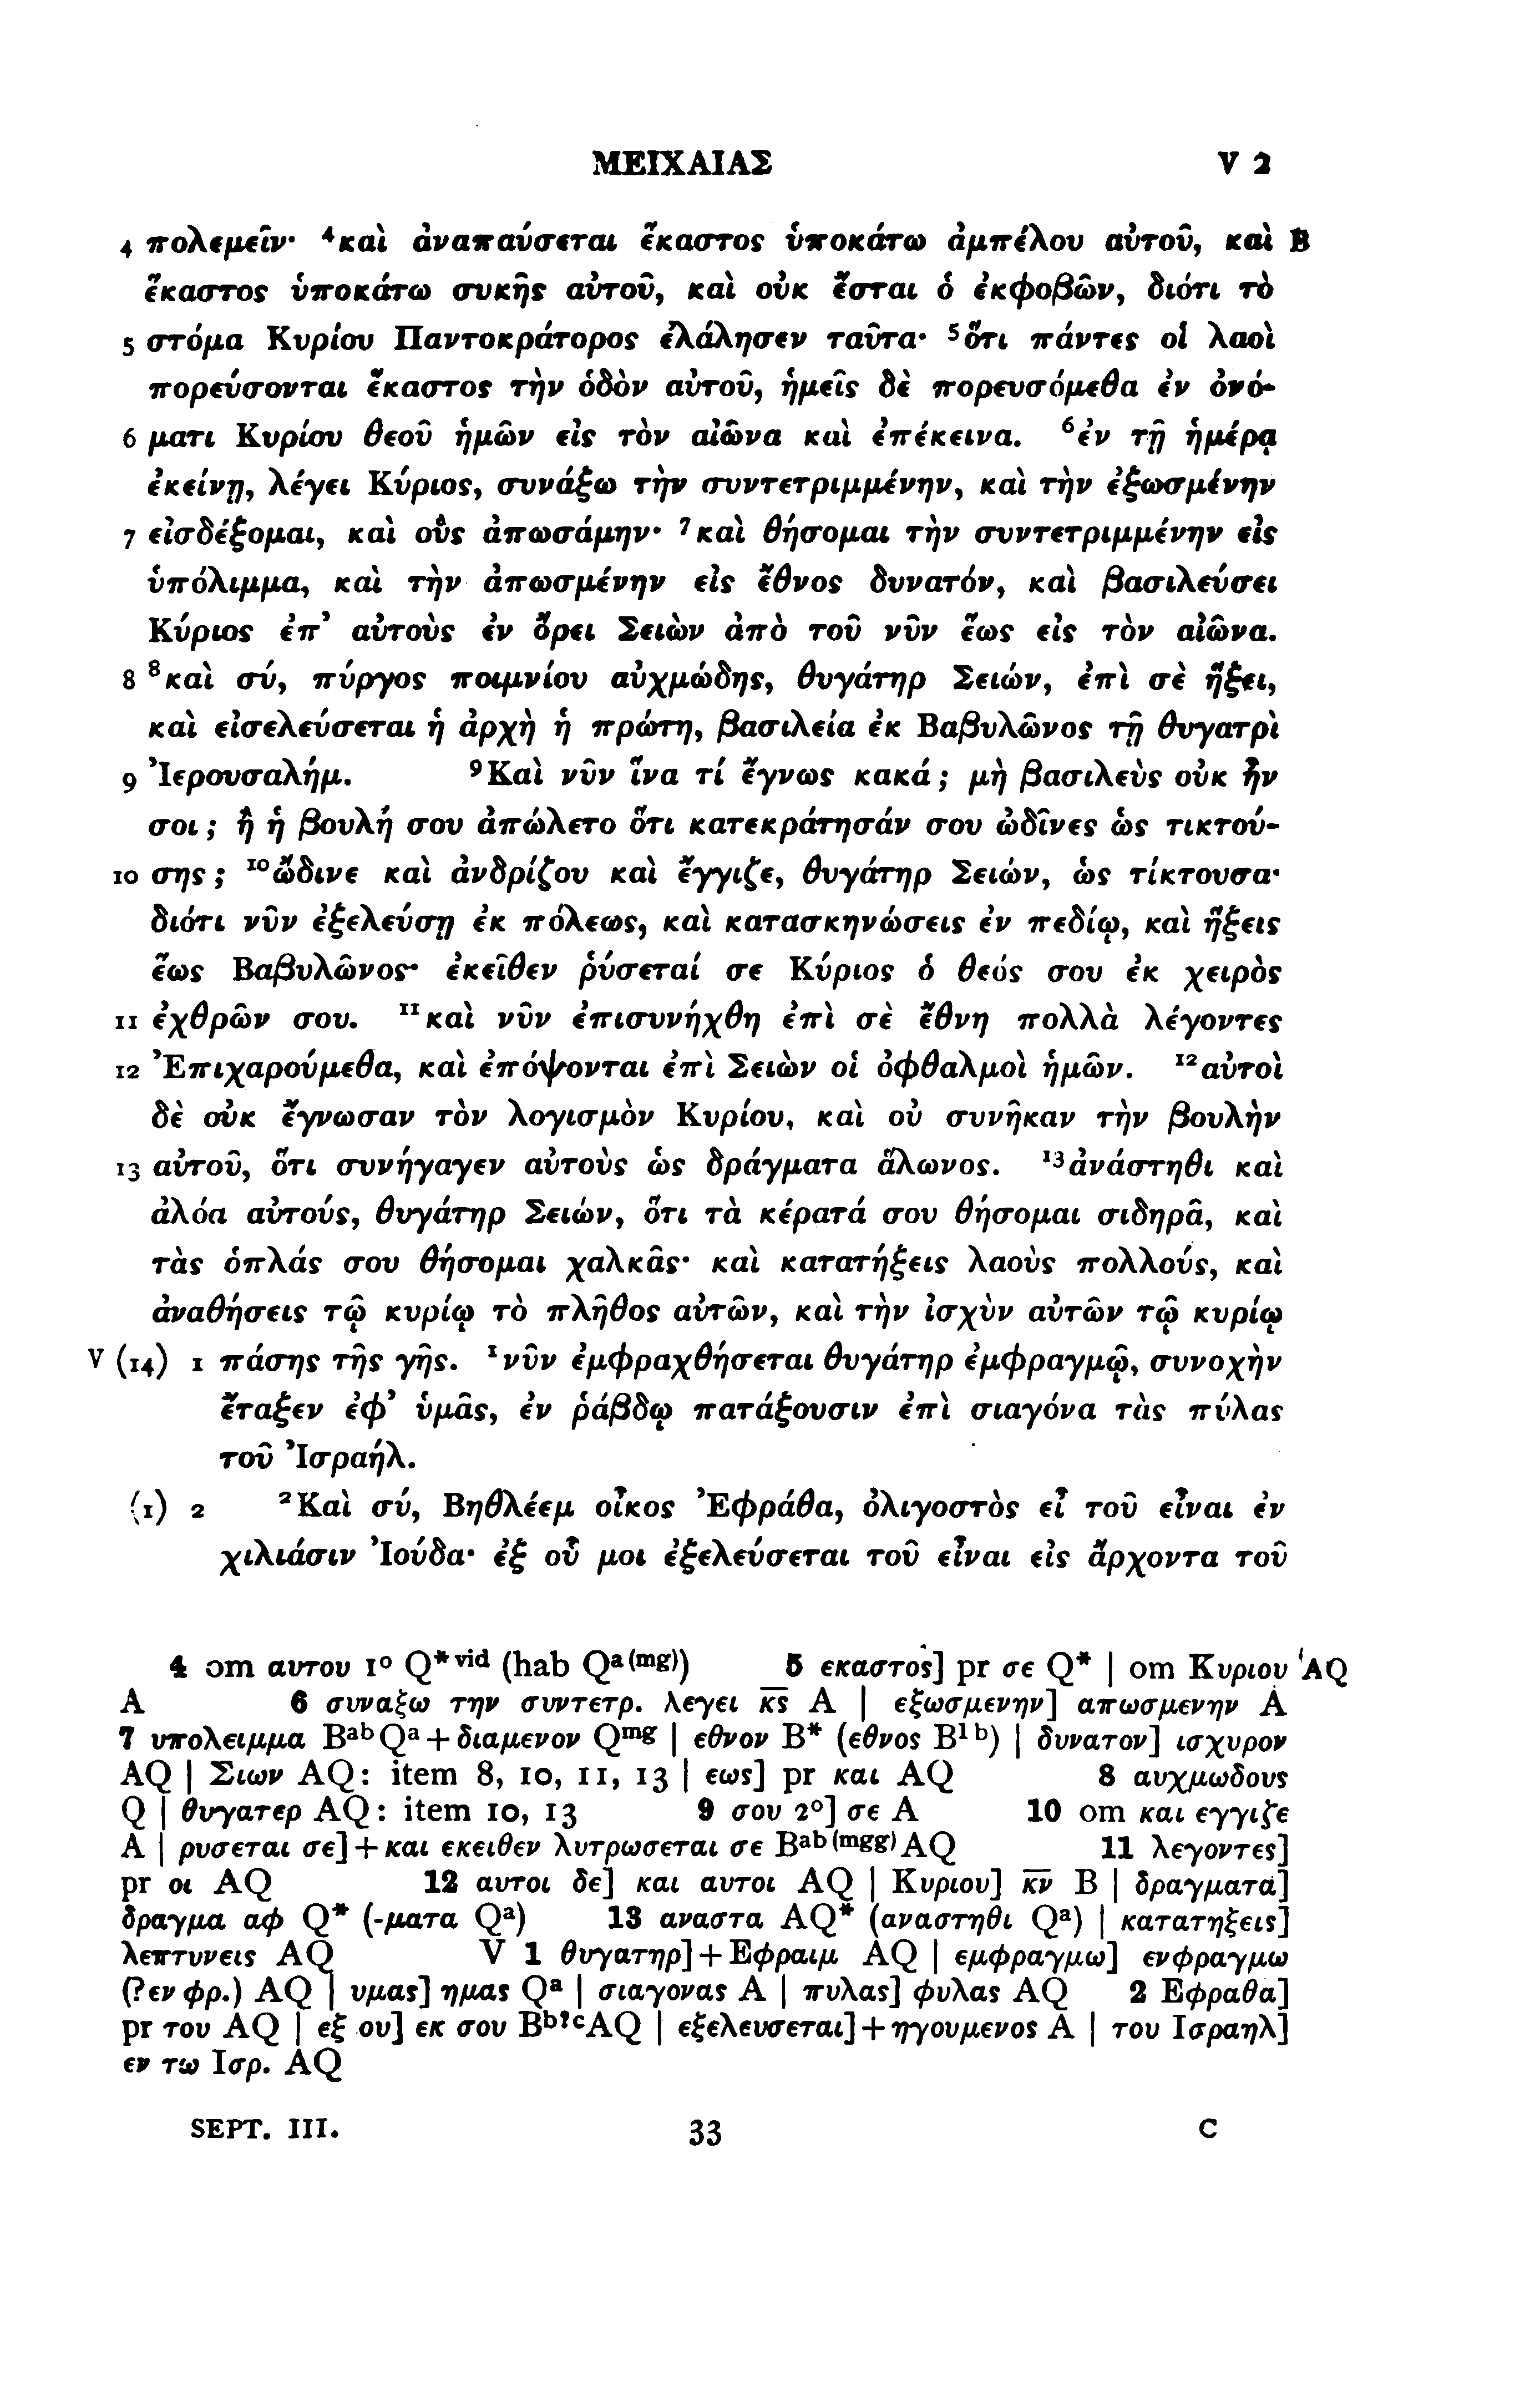 ΜΕΙΧΑΙΑΣ V 2
4 πολεμεῖν· ⁴καὶ ἀναπαύσεται ἕκαστος ὑποκάτω ἀμπέλου αὐτοῦ, καὶ B
ἕκαστος ὑποκάτω συκῆς αὐτοῦ, καὶ οὐκ ἔσται ὁ ἐκφοβῶν, διότι τὸ
5 στόμα Κυρίου Παντοκράτορος ἐλάλησεν ταῦτα· ⁵ὅτι πάντες οἱ λαοὶ
πορεύσονται ἕκαστος τὴν ὁδὸν αὐτοῦ, ἡμεῖς δὲ πορευσόμεθα ἐν ὀνό-
6 ματι Κυρίου θεοῦ ἡμῶν εἰς τὸν αἰῶνα καὶ ἐπέκεινα. ⁶ἐν τῇ ἡμέρᾳ
ἐκείνῃ, λέγει Κύριος, συνάξω τὴν συντετριμμένην, καὶ τὴν ἐξωσμένην
7 εἰσδέξομαι, καὶ οὓς ἀπωσάμην· ⁷καὶ θήσομαι τὴν συντετριμμένην εἰς
ὑπόλιμμα, καὶ τὴν ἀπωσμένην εἰς ἔθνος δυνατόν, καὶ βασιλεύσει
Κύριος ἐπ’ αὐτοὺς ἐν ὄρει Σειὼν ἀπὸ τοῦ νῦν ἕως εἰς τὸν αἰῶνα.
8 ⁸καὶ σύ, πύργος ποιμνίου αὐχμώδης, θυγάτηρ Σειών, ἐπὶ σὲ ἥξει,
καὶ εἰσελεύσεται ἡ ἀρχὴ ἡ πρώτη, βασιλεία ἐκ Βαβυλῶνος τῇ θυγατρὶ
9 Ἰερουσαλήμ. ⁹Καὶ νῦν ἵνα τί ἔγνως κακά; μὴ βασιλεὺς οὐκ ἦν
σοι; ἢ ἡ βουλή σου ἀπώλετο ὅτι κατεκράτησάν σου ὠδῖνες ὡς τικτού-
10 σης; ¹⁰ὤδινε καὶ ἀνδρίζου καὶ ἔγγιζε, θυγάτηρ Σειών, ὡς τίκτουσα·
διότι νῦν ἐξελεύσῃ ἐκ πόλεως, καὶ κατασκηνώσεις ἐν πεδίῳ, καὶ ἥξεις
ἕως Βαβυλῶνος· ἐκεῖθεν ῥύσεταί σε Κύριος ὁ θεός σου ἐκ χειρὸς
11 ἐχθρῶν σου. ¹¹καὶ νῦν ἐπισυνήχθη ἐπὶ σὲ ἔθνη πολλὰ λέγοντες
12 Ἐπιχαρούμεθα, καὶ ἐπόψονται ἐπὶ Σειὼν οἱ ὀφθαλμοὶ ἡμῶν. ¹²αὐτοὶ
δὲ οὐκ ἔγνωσαν τὸν λογισμὸν Κυρίου, καὶ οὐ συνῆκαν τὴν βουλὴν
13 αὐτοῦ, ὅτι συνήγαγεν αὐτοὺς ὡς δράγματα ἅλωνος. ¹³ἀνάστηθι καὶ
ἀλόα αὐτούς, θυγάτηρ Σειών, ὅτι τὰ κέρατά σου θήσομαι σιδηρᾶ, καὶ
τὰς ὁπλάς σου θήσομαι χαλκᾶς· καὶ κατατήξεις λαοὺς πολλούς, καὶ
ἀναθήσεις τῷ κυρίῳ τὸ πλῆθος αὐτῶν, καὶ τὴν ἰσχὺν αὐτῶν τῷ κυρίῳ
V (14) 1 πάσης τῆς γῆς. ¹νῦν ἐμφραχθήσεται θυγάτηρ ἐμφραγμῷ, συνοχὴν
ἔταξεν ἐφ’ ὑμᾶς, ἐν ῥάβδῳ πατάξουσιν ἐπὶ σιαγόνα τὰς πύλας
τοῦ Ἰσραήλ.
(1) 2 ²Καὶ σύ, Βηθλέεμ οἶκος Ἐφράθα, ὀλιγοστὸς εἶ τοῦ εἶναι ἐν
χιλιάσιν Ἰούδα· ἐξ οὗ μοι ἐξελεύσεται τοῦ εἶναι εἰς ἄρχοντα τοῦ
4 om αυτου 1º Q*ᵛⁱᵈ (hab Qᵃ⁽ᵐᵍ⁾) 5 εκαστος] pr σε Q* | om Κυριου AQ
A 6 συναξω την συντετρ. λεγει κ̅ς̅ A | εξωσμενην] απωσμενην A
7 υπολειμμα BᵃᵇQᵃ + διαμενον Qᵐᵍ | εθνον B* (εθνος B¹ᵇ) | δυνατον] ισχυρον
AQ | Σιων AQ: item 8, 10, 11, 13 | εως] pr και AQ 8 αυχμωδους
Q | θυγατερ AQ: item 10, 13 9 σου 2º] σε A 10 om και εγγιζε
A | ρυσεται σε] + και εκειθεν λυτρωσεται σε Bᵃᵇ⁽ᵐᵍᵍ⁾AQ 11 λεγοντες]
pr οι AQ 12 αυτοι δε] και αυτοι AQ | Κυριου] κ̅ν̅ B | δραγματα]
δραγμα αφ Q* (-ματα Qᵃ) 13 αναστα AQ* (αναστηθι Qᵃ) | κατατηξεις]
λεπτυνεις AQ V 1 θυγατηρ] + Εφραιμ AQ | εμφραγμω] ενφραγμω
(? εν φρ.) AQ | υμας] ημας Qᵃ | σιαγονας A | πυλας] φυλας AQ 2 Εφραθα]
pr του AQ | εξ ου] εκ σου Bᵇ?ᶜAQ | εξελευσεται] + ηγουμενος A | του Ισραηλ]
εν τω Ισρ. AQ
SEPT. III. 33 C